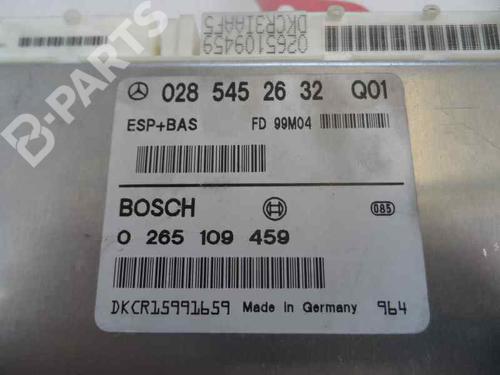 0265109459
DKCR31AAF5
028 545 26 32 Q01
ESP+BAS FD 99M04
BOSCH 085
0 265 109 459
DKCR15991659 Made in Germany 964
B-PARTS